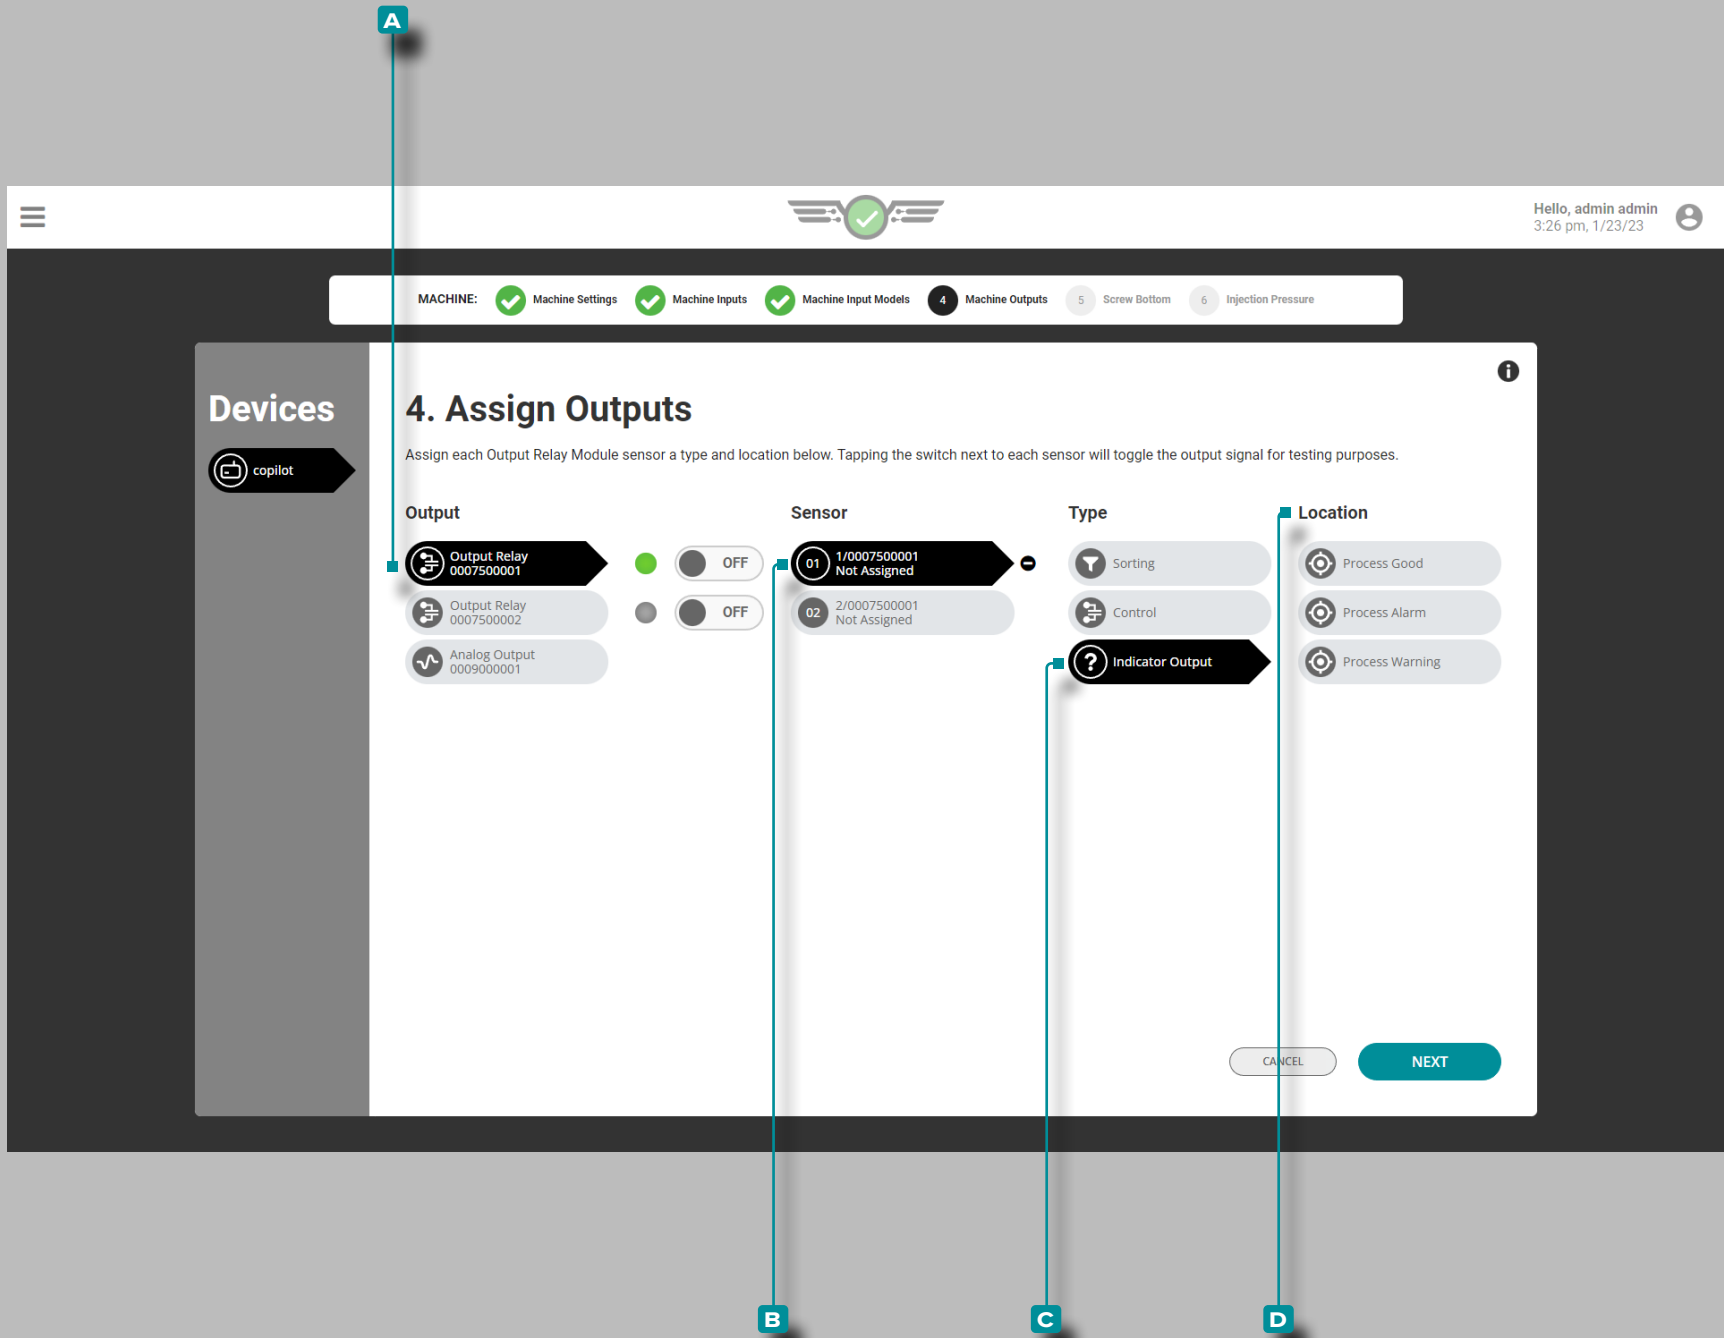 A
Hello, admin admin
3:26 pm, 1/23/23
MACHINE: Machine Settings Machine Inputs Machine Input Models 4 Machine Outputs 5 Screw Bottom 6 Injection Pressure
Devices
copilot
4. Assign Outputs
Assign each Output Relay Module sensor a type and location below. Tapping the switch next to each sensor will toggle the output signal for testing purposes.
Output
Output Relay
0007500001
Output Relay
0007500002
Analog Output
0009000001
OFF
OFF
Sensor
01 1/0007500001
Not Assigned
02 2/0007500001
Not Assigned
Type
Sorting
Control
? Indicator Output
Location
Process Good
Process Alarm
Process Warning
CANCEL NEXT
B C D